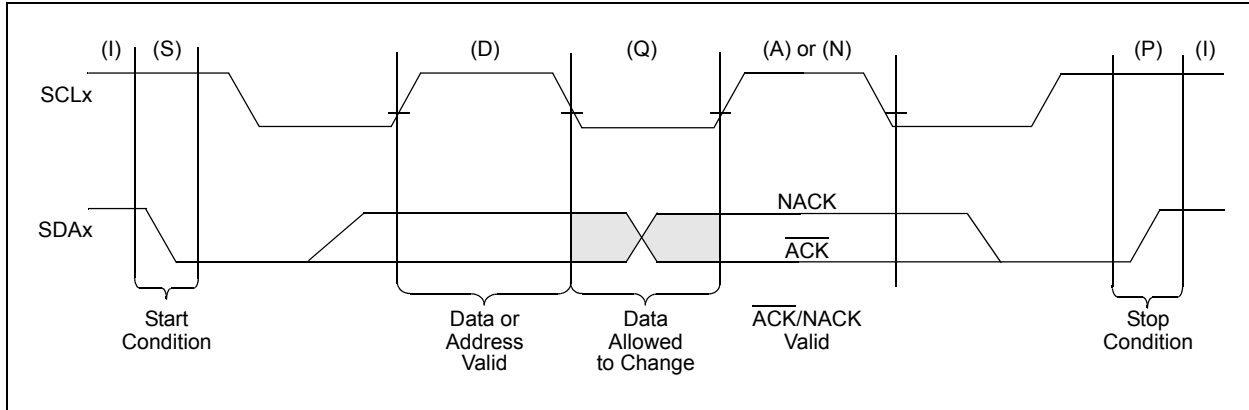 (I) (S) (D) (Q) (A) or (N) (P) (I)
SCLx
NACK
SDAx
ACK
Start
Condition
Data or
Address
Valid
Data
Allowed
to Change
ACK/NACK
Valid
Stop
Condition